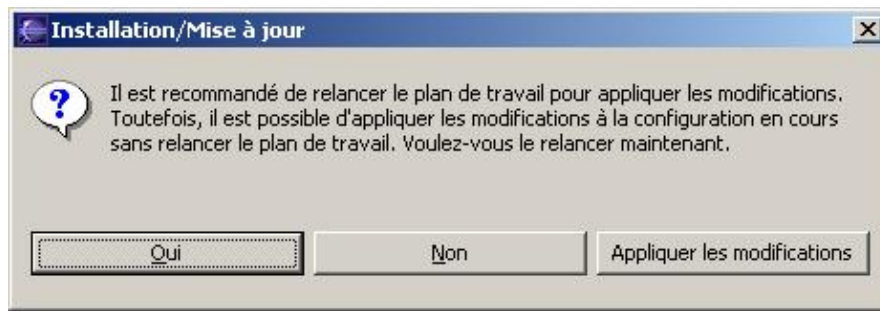 Installation/Mise à jour
Il est recommandé de relancer le plan de travail pour appliquer les modifications.
Toutefois, il est possible d'appliquer les modifications à la configuration en cours
sans relancer le plan de travail. Voulez-vous le relancer maintenant.
Oui
Non
Appliquer les modifications